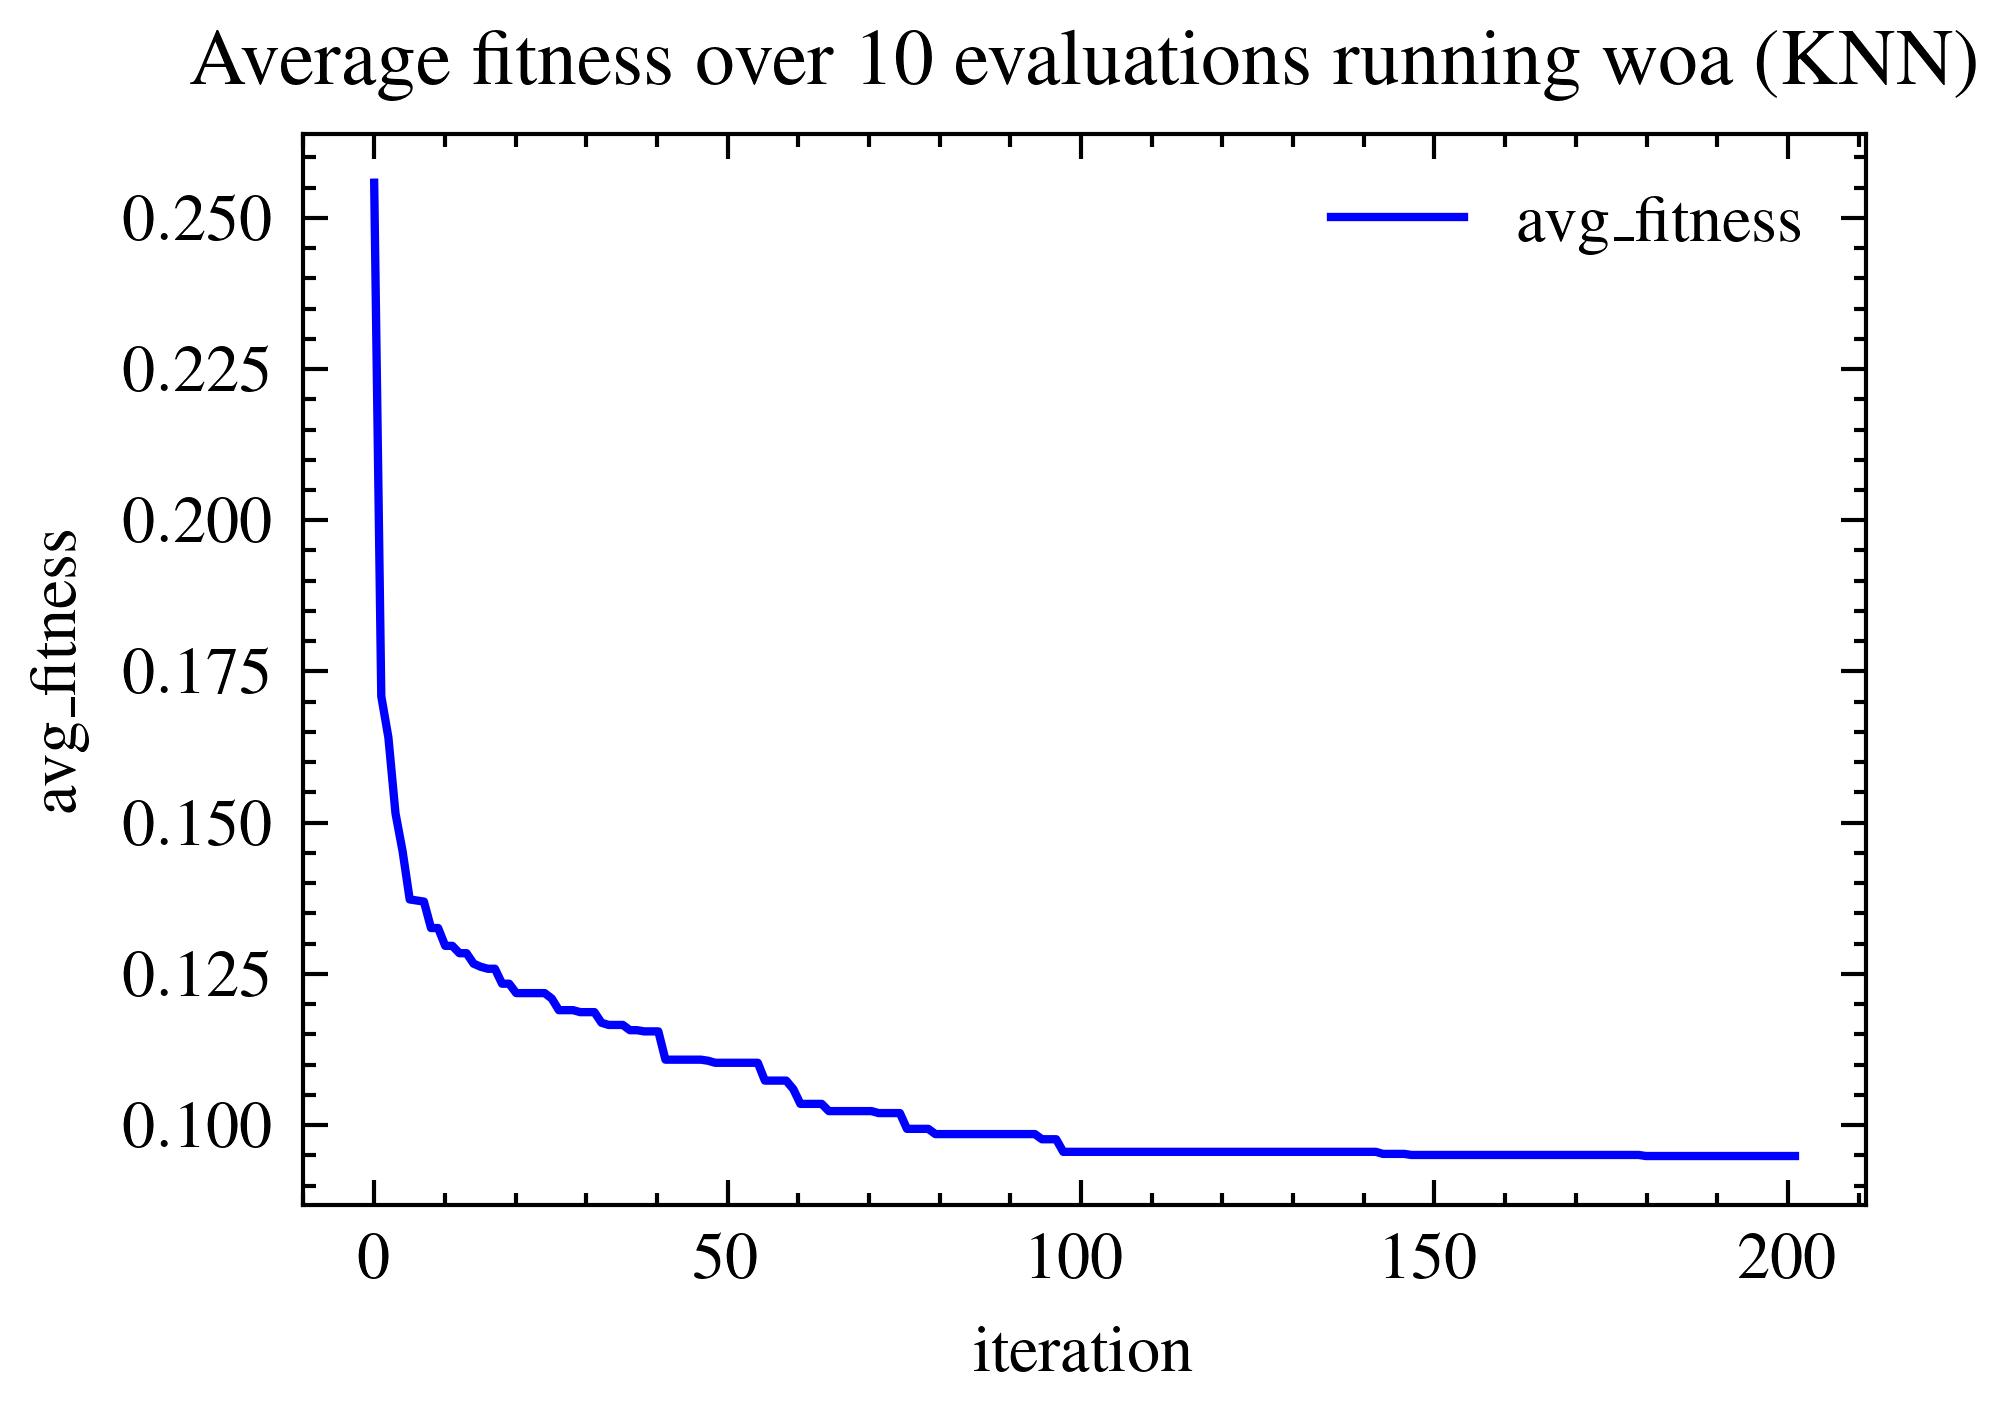 Average fitness over 10 evaluations running woa (KNN)
avg_fitness
0.250
0.225
0.200
0.175
0.150
0.125
0.100
avg_fitness
0 50 100 150 200
iteration